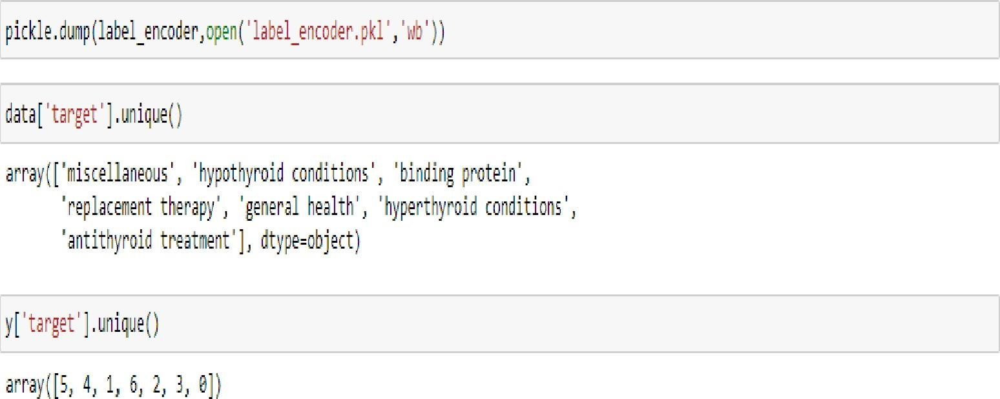 pickle.dump(label_encoder,open('label_encoder.pkl','wb'))
data['target'].unique()
array(['miscellaneous', 'hypothyroid conditions', 'binding protein',
'replacement therapy', 'general health', 'hyperthyroid conditions',
'antithyroid treatment'], dtype=object)
y['target'].unique()
array([5, 4, 1, 6, 2, 3, 0])